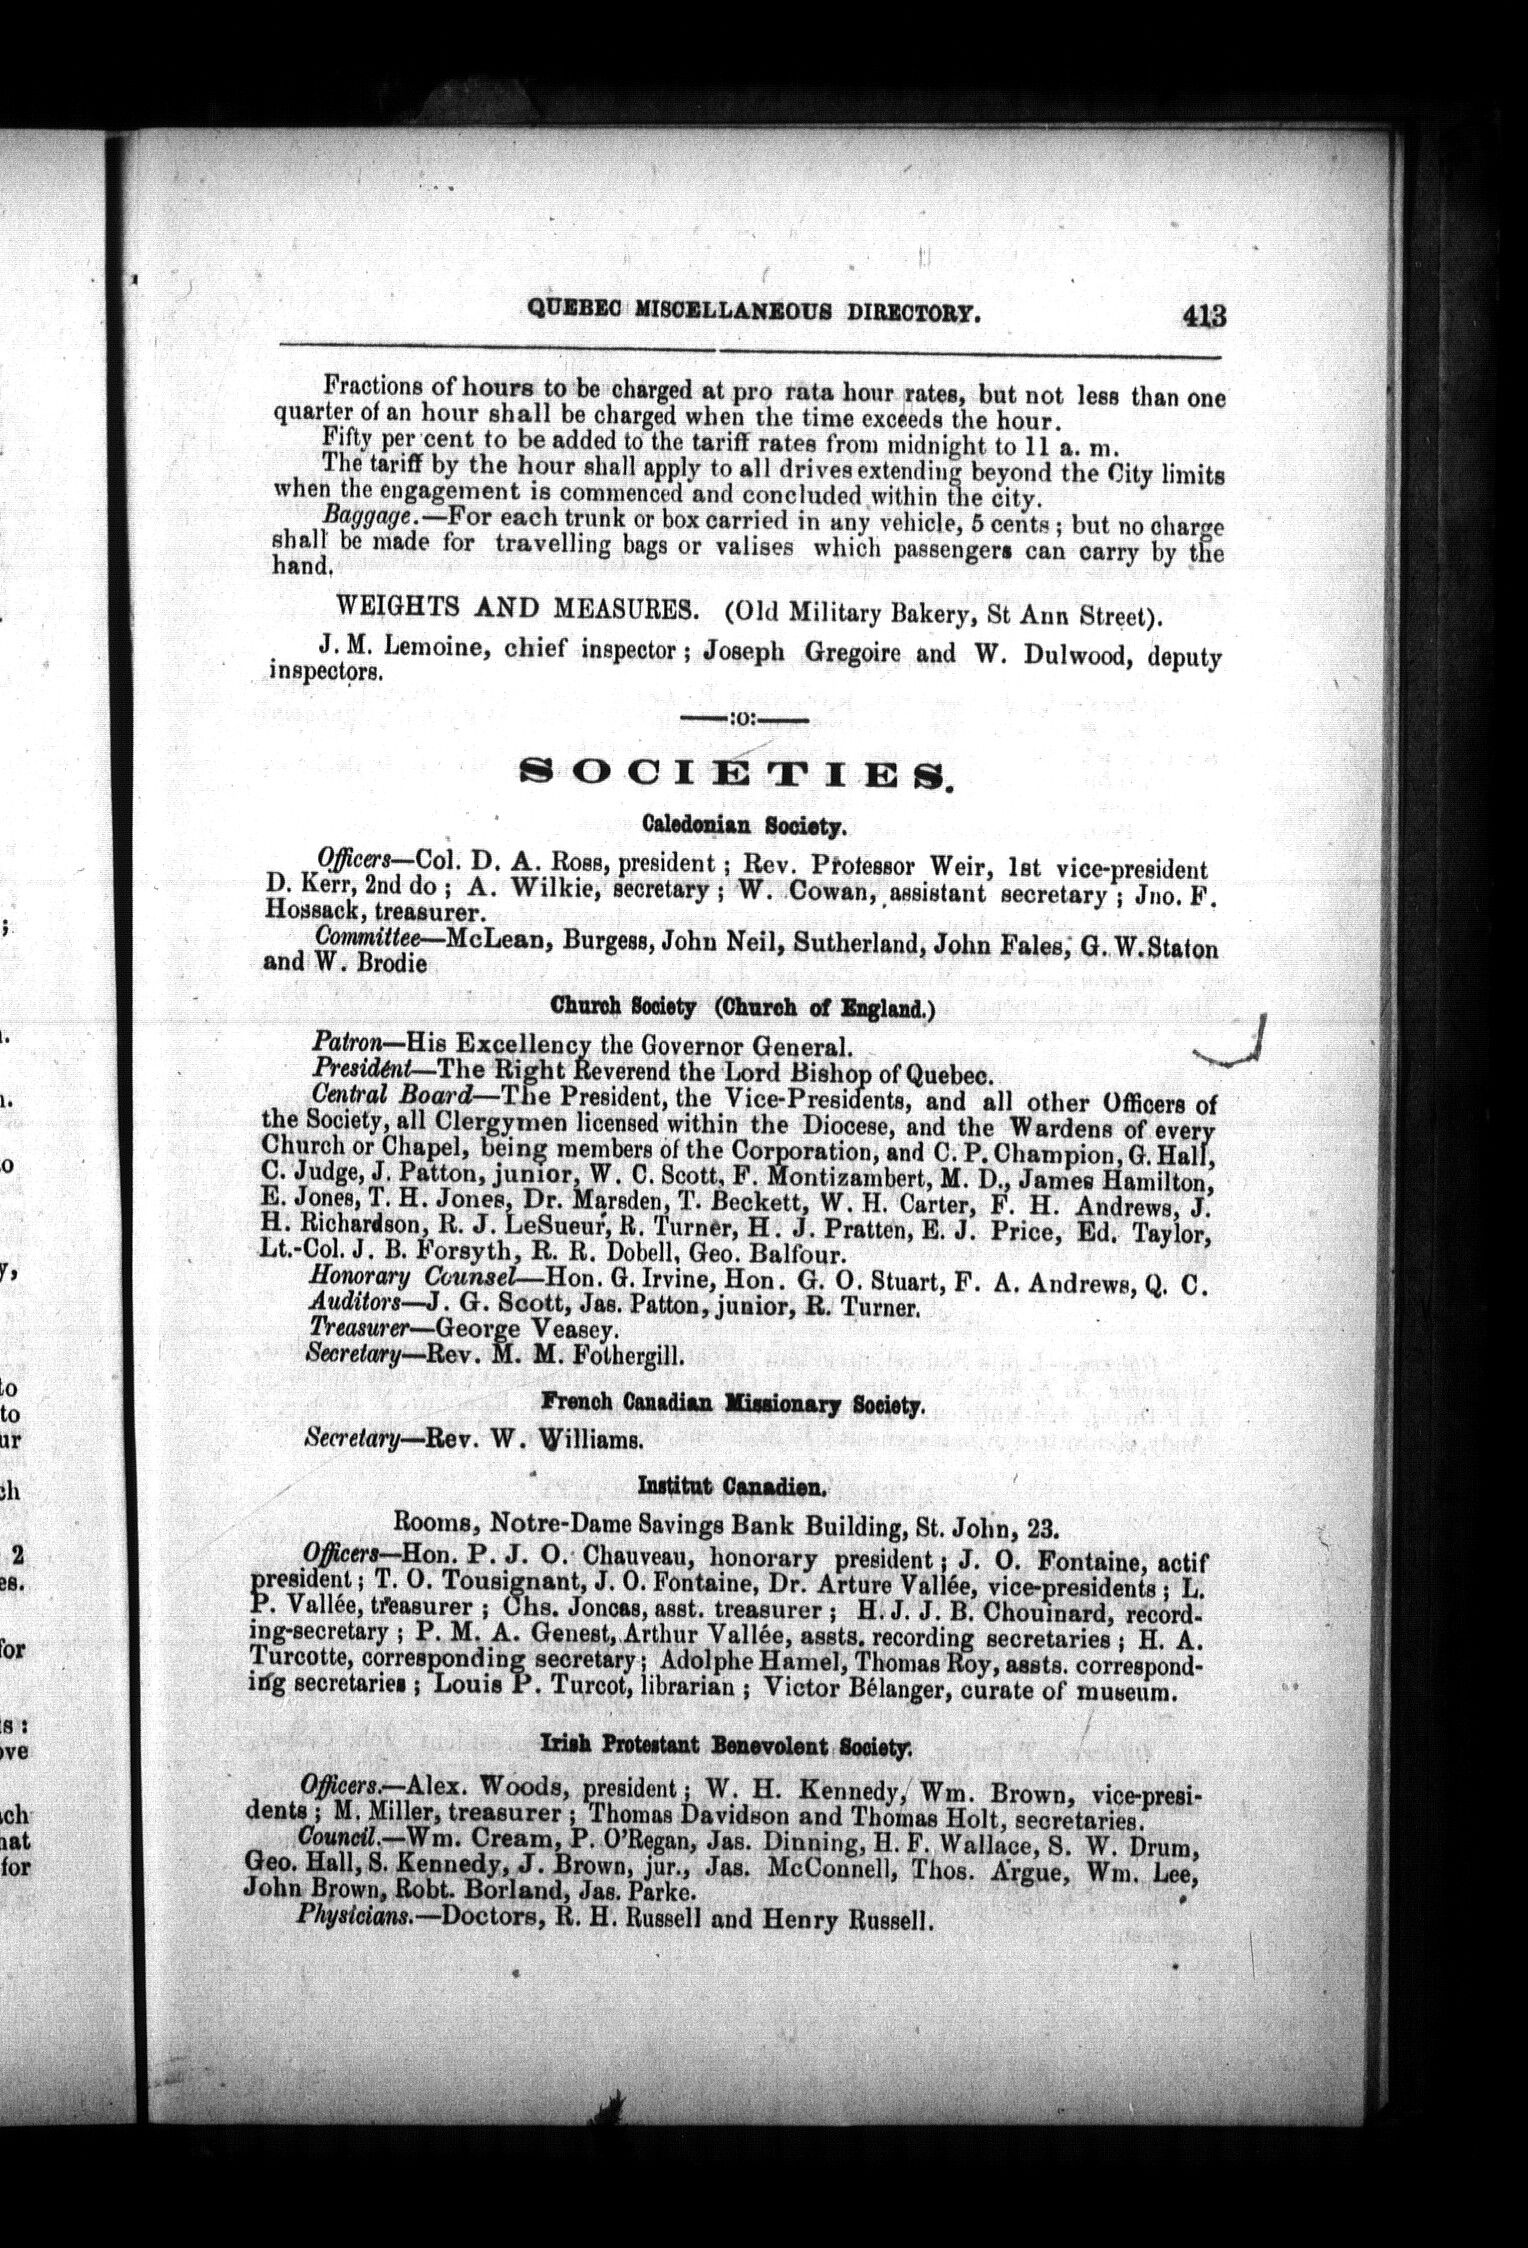 QUEBEC MISCELLANEOUS DIRECTORY. 413
Fractions of hours to be charged at pro rata hour rates, but not less than one
quarter of an hour shall be charged when the time exceeds the hour.
Fifty per cent to be added to the tariff rates from midnight to 11 a. m.
The tariff by the hour shall apply to all drives extending beyond the City limits
when the engagement is commenced and concluded within the city.
Baggage.—For each trunk or box carried in any vehicle, 5 cents; but no charge
shall be made for travelling bags or valises which passengers can carry by the
hand.
WEIGHTS AND MEASURES. (Old Military Bakery, St Ann Street).
J. M. Lemoine, chief inspector; Joseph Gregoire and W. Dulwood, deputy
inspectors.
——:o:——
SOCIETIES.
Caledonian Society.
Officers—Col. D. A. Ross, president; Rev. Professor Weir, 1st vice-president
D. Kerr, 2nd do; A. Wilkie, secretary; W. Cowan, assistant secretary; Jno. F.
Hossack, treasurer.
Committee—McLean, Burgess, John Neil, Sutherland, John Fales, G. W. Staton
and W. Brodie
Church Society (Church of England.)
Patron—His Excellency the Governor General.
President—The Right Reverend the Lord Bishop of Quebec.
Central Board—The President, the Vice-Presidents, and all other Officers of
the Society, all Clergymen licensed within the Diocese, and the Wardens of every
Church or Chapel, being members of the Corporation, and C. P. Champion, G. Hall,
C. Judge, J. Patton, junior, W. C. Scott, F. Montizambert, M. D., James Hamilton,
E. Jones, T. H. Jones, Dr. Marsden, T. Beckett, W. H. Carter, F. H. Andrews, J.
H. Richardson, R. J. LeSueur, R. Turner, H. J. Pratten, E. J. Price, Ed. Taylor,
Lt.-Col. J. B. Forsyth, R. R. Dobell, Geo. Balfour.
Honorary Counsel—Hon. G. Irvine, Hon. G. O. Stuart, F. A. Andrews, Q. C.
Auditors—J. G. Scott, Jas. Patton, junior, R. Turner.
Treasurer—George Veasey.
Secretary—Rev. M. M. Fothergill.
French Canadian Missionary Society.
Secretary—Rev. W. Williams.
Institut Canadien.
Rooms, Notre-Dame Savings Bank Building, St. John, 23.
Officers—Hon. P. J. O. Chauveau, honorary president; J. O. Fontaine, actif
president; T. O. Tousignant, J. O. Fontaine, Dr. Arture Vallée, vice-presidents; L.
P. Vallée, treasurer; Chs. Joncas, asst. treasurer; H. J. J. B. Chouinard, record-
ing-secretary; P. M. A. Genest, Arthur Vallée, assts. recording secretaries; H. A.
Turcotte, corresponding secretary; Adolphe Hamel, Thomas Roy, assts. correspond-
ing secretaries; Louis P. Turcot, librarian; Victor Bélanger, curate of museum.
Irish Protestant Benevolent Society.
Officers.—Alex. Woods, president; W. H. Kennedy, Wm. Brown, vice-presi-
dents; M. Miller, treasurer; Thomas Davidson and Thomas Holt, secretaries.
Council.—Wm. Cream, P. O'Regan, Jas. Dinning, H. F. Wallace, S. W. Drum,
Geo. Hall, S. Kennedy, J. Brown, jur., Jas. McConnell, Thos. Argue, Wm. Lee,
John Brown, Robt. Borland, Jas. Parke.
Physicians.—Doctors, R. H. Russell and Henry Russell.